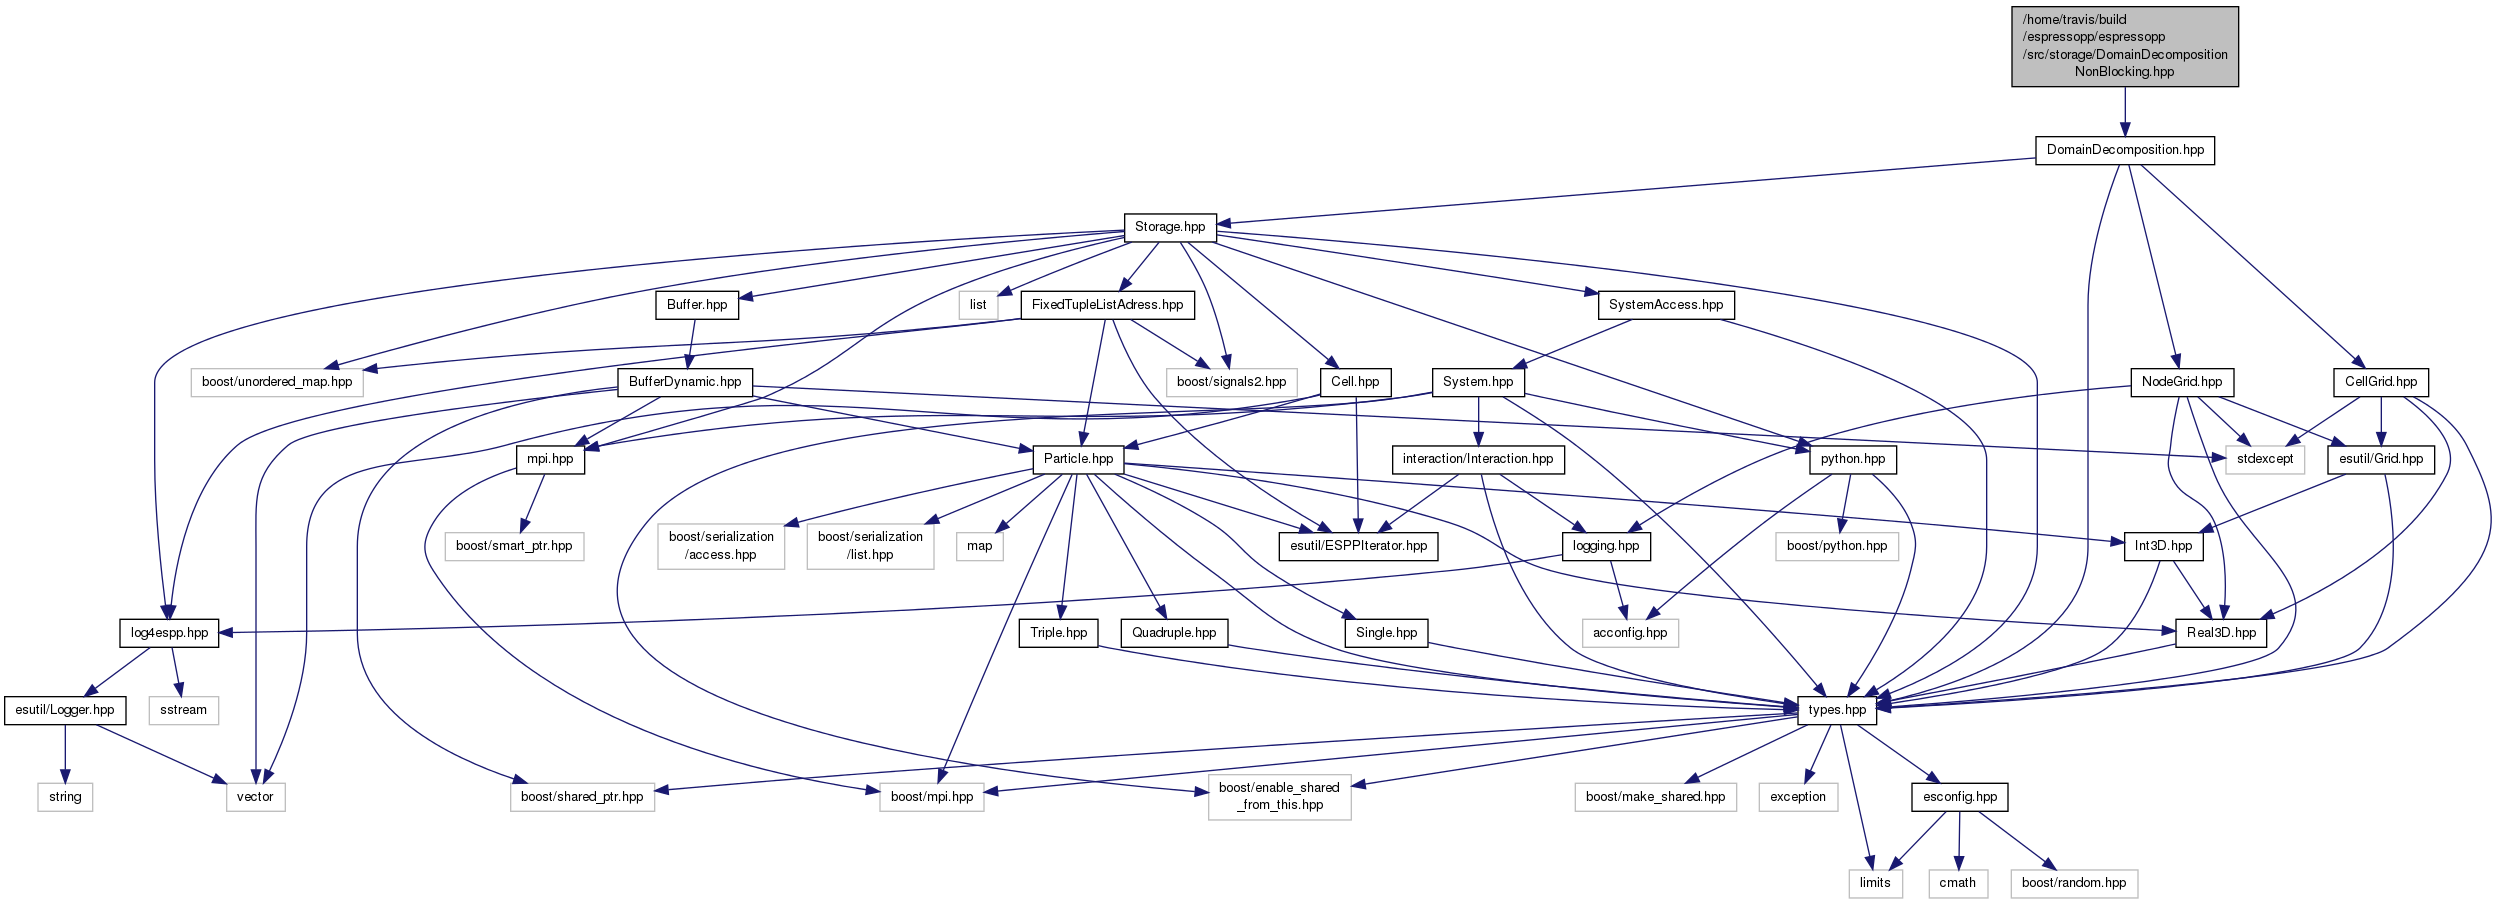 /home/travis/build
/espressopp/espressopp
/src/storage/DomainDecomposition
NonBlocking.hpp
DomainDecomposition.hpp
Storage.hpp
Buffer.hpp
list
FixedTupleListAdress.hpp
SystemAccess.hpp
boost/unordered_map.hpp
BufferDynamic.hpp
boost/signals2.hpp
Cell.hpp
System.hpp
NodeGrid.hpp
CellGrid.hpp
mpi.hpp
Particle.hpp
interaction/Interaction.hpp
python.hpp
stdexcept
esutil/Grid.hpp
boost/smart_ptr.hpp
boost/serialization
/access.hpp
boost/serialization
/list.hpp
map
esutil/ESPPIterator.hpp
logging.hpp
boost/python.hpp
Int3D.hpp
log4espp.hpp
Triple.hpp
Quadruple.hpp
Single.hpp
acconfig.hpp
Real3D.hpp
esutil/Logger.hpp
sstream
types.hpp
string
vector
boost/shared_ptr.hpp
boost/mpi.hpp
boost/enable_shared
_from_this.hpp
boost/make_shared.hpp
exception
esconfig.hpp
limits
cmath
boost/random.hpp